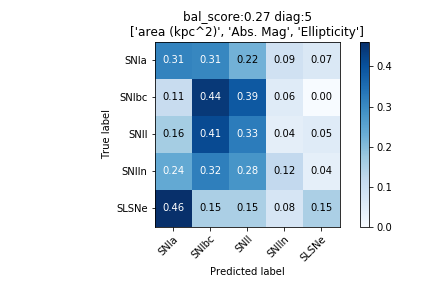 bal_score:0.27 diag:5
['area (kpc^2)', 'Abs. Mag', 'Ellipticity']
True label
SNIa 0.31 0.31 0.22 0.09 0.07
SNIbc 0.11 0.44 0.39 0.06 0.00
SNII 0.16 0.41 0.33 0.04 0.05
SNIIn 0.24 0.32 0.28 0.12 0.04
SLSNe 0.46 0.15 0.15 0.08 0.15
SNIa SNIbc SNII SNIIn SLSNe
Predicted label
0.4
0.3
0.2
0.1
0.0